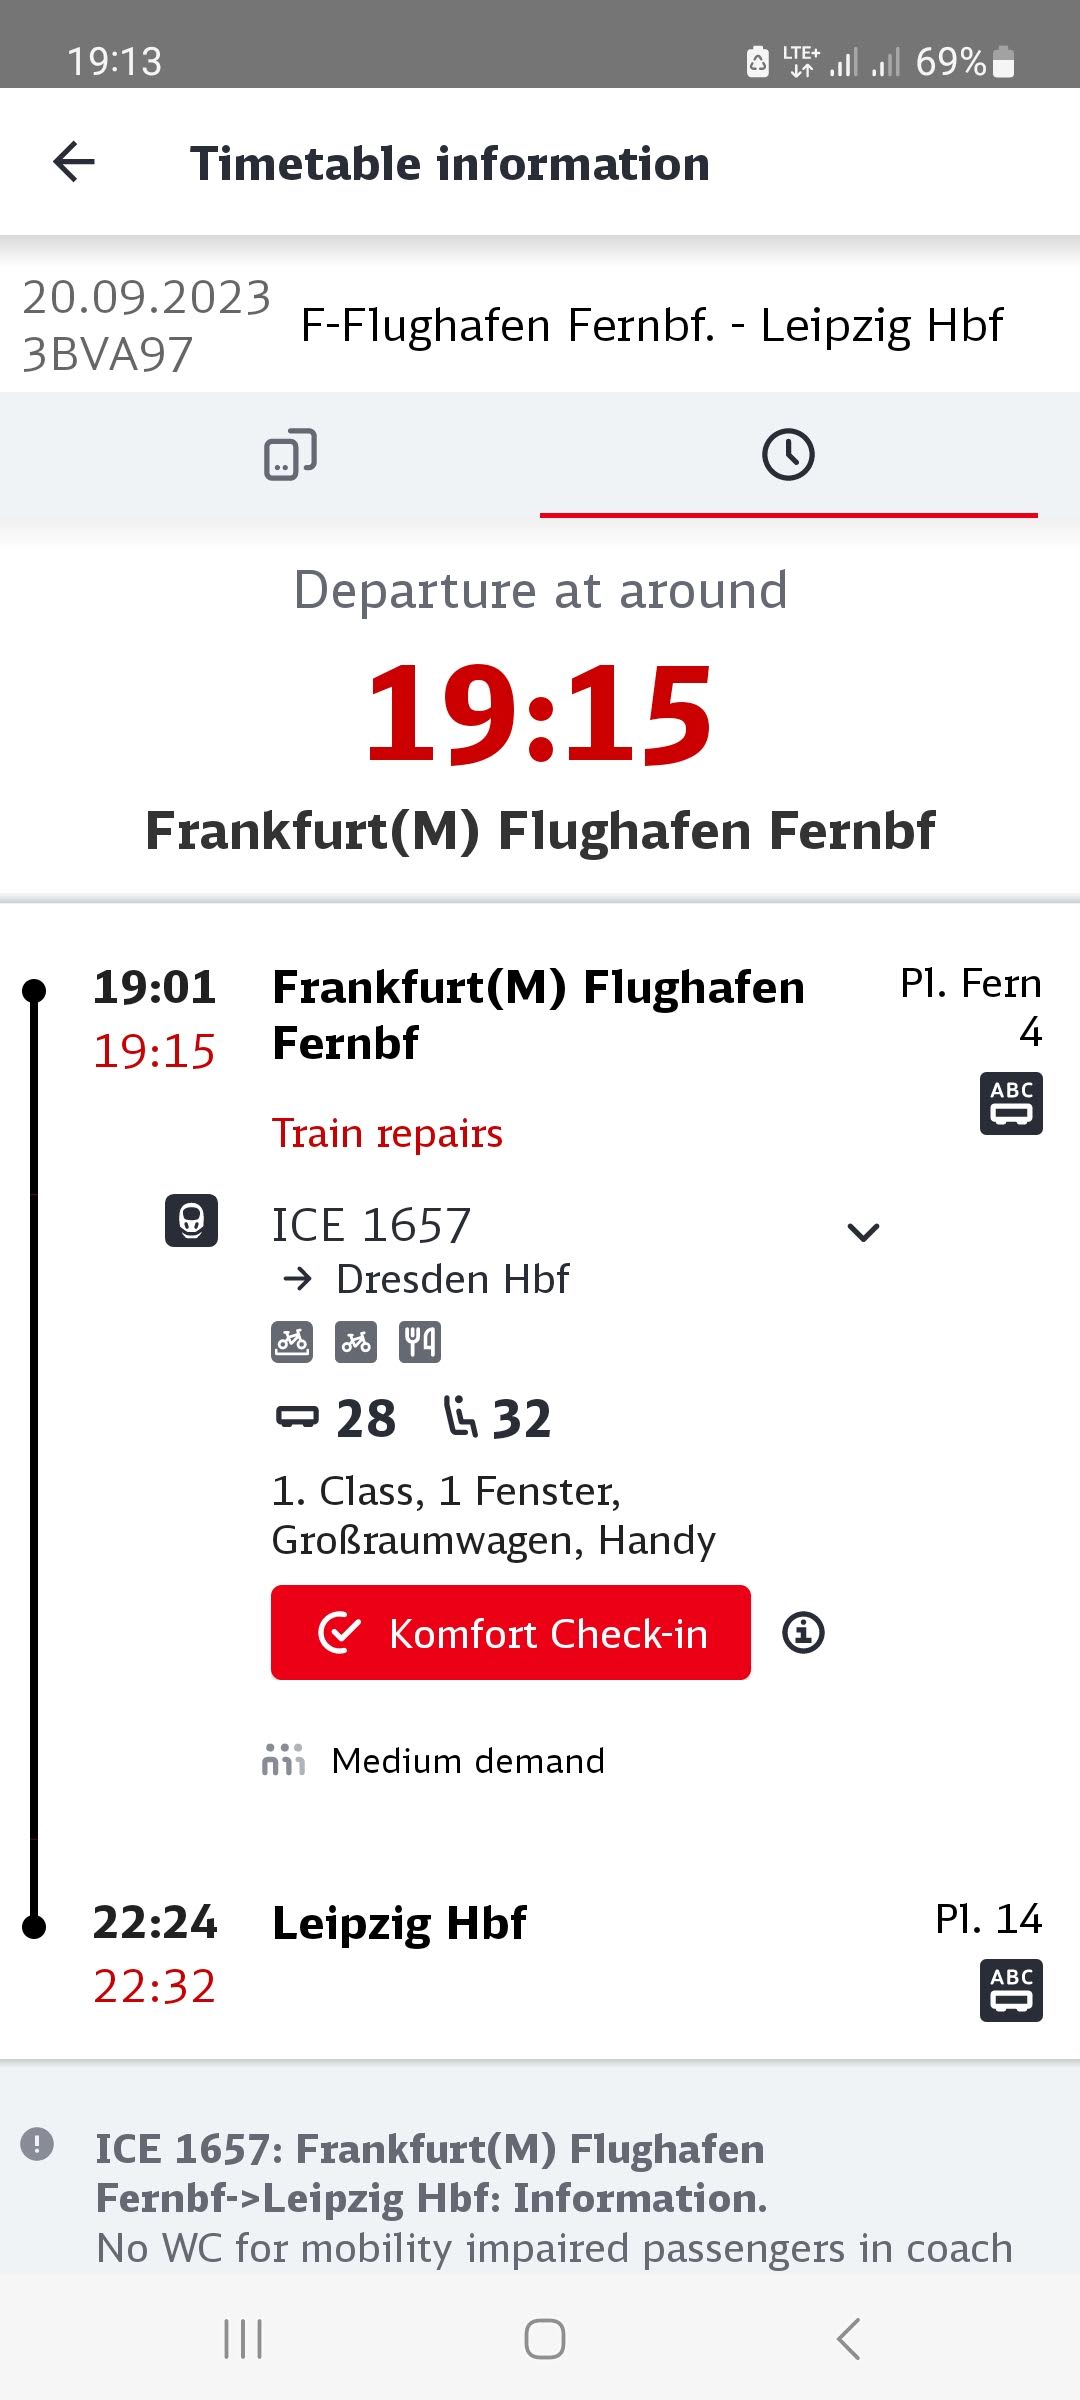 19:13
LTE+ 69%
Timetable information
20.09.2023
3BVA97
F-Flughafen Fernbf. - Leipzig Hbf
Departure at around
19:15
Frankfurt(M) Flughafen Fernbf
19:01 Frankfurt(M) Flughafen Pl. Fern
19:15 Fernbf 4
ABC
Train repairs
ICE 1657
→ Dresden Hbf
28 32
1. Class, 1 Fenster,
Großraumwagen, Handy
Komfort Check-in
Medium demand
22:24 Leipzig Hbf Pl. 14
22:32
ABC
ICE 1657: Frankfurt(M) Flughafen
Fernbf->Leipzig Hbf: Information.
No WC for mobility impaired passengers in coach